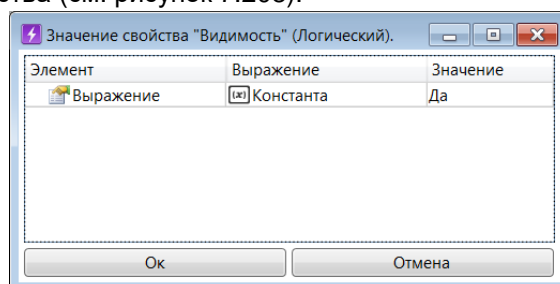 Значение свойства "Видимость" (Логический).
Элемент Выражение Значение
Выражение (x) Константа Да
Ок Отмена